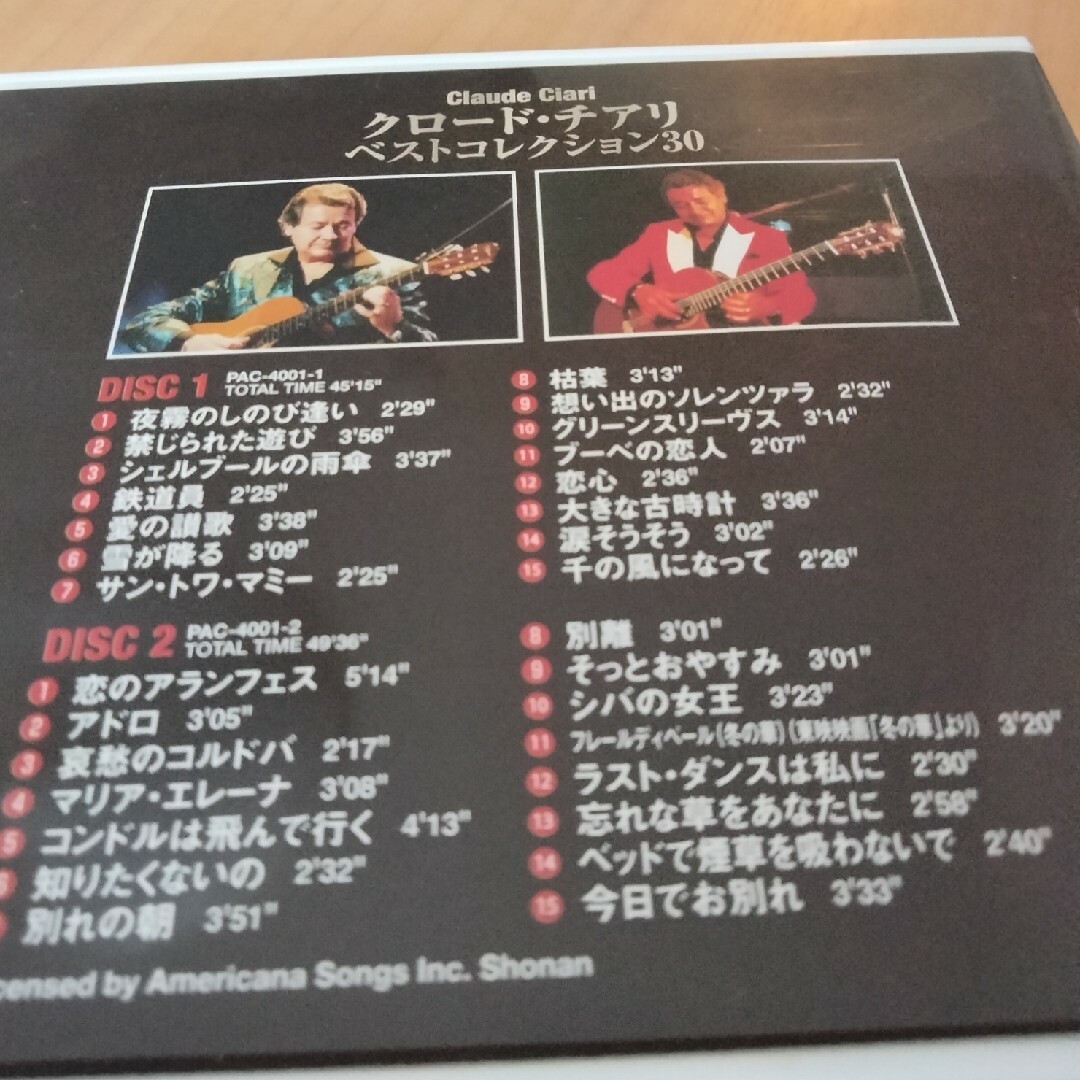 Claude Ciari
クロード・チアリ
ベストコレクション30
DISC 1 PAC-4001-1
TOTAL TIME 45'15"
1 夜霧のしのび逢い 2'29"
2 禁じられた遊び 3'56"
3 シェルブールの雨傘 3'37"
4 鉄道員 2'25"
5 愛の讃歌 3'38"
6 雪が降る 3'09"
7 サン・トワ・マミー 2'25"
8 枯葉 3'13"
9 想い出のソレンツァラ 2'32"
10 グリーンスリーヴス 3'14"
11 ブーベの恋人 2'07"
12 恋心 2'36"
13 大きな古時計 3'36"
14 涙そうそう 3'02"
15 千の風になって 2'26"
DISC 2 PAC-4001-2
TOTAL TIME 49'36"
1 恋のアランフェス 5'14"
2 アドロ 3'05"
3 哀愁のコルドバ 2'17"
4 マリア・エレーナ 3'08"
5 コンドルは飛んで行く 4'13"
知りたくないの 2'32"
別れの朝 3'51"
8 別離 3'01"
9 そっとおやすみ 3'01"
10 シバの女王 3'23"
11 フレールディベール(冬の華)(東映映画「冬の華」より) 3'20"
12 ラスト・ダンスは私に 2'30"
13 忘れな草をあなたに 2'58"
14 ベッドで煙草を吸わないで 2'40"
15 今日でお別れ 3'33"
censed by Americana Songs Inc. Shonan